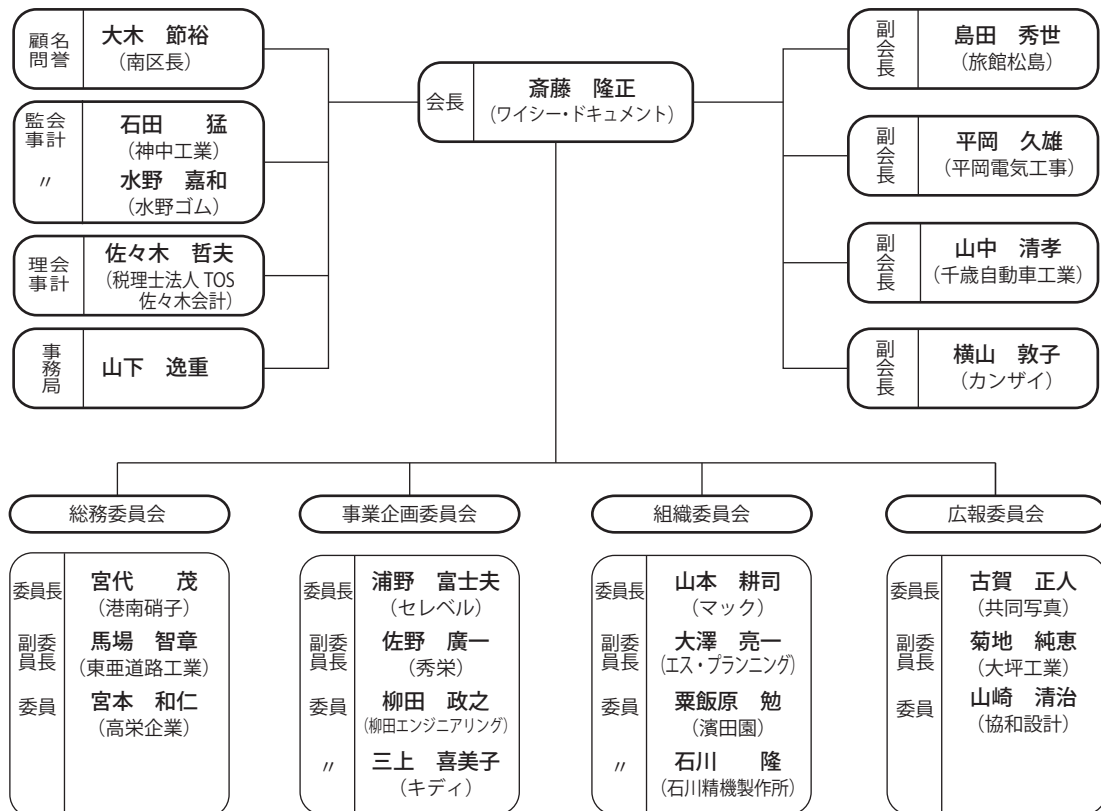 名誉顧問
大木 節裕
(南区長)
会計監事
石田 猛
(神中工業)
〃
水野 嘉和
(水野ゴム)
会計理事
佐々木 哲夫
(税理士法人 TOS
佐々木会計)
事務局
山下 逸重
会長
斎藤 隆正
(ワイシー・ドキュメント)
副会長
島田 秀世
(旅館松島)
副会長
平岡 久雄
(平岡電気工事)
副会長
山中 清孝
(千歳自動車工業)
副会長
横山 敦子
(カンザイ)
総務委員会
委員長
宮代 茂
(港南硝子)
副委員長
馬場 智章
(東亜道路工業)
委員
宮本 和仁
(高栄企業)
事業企画委員会
委員長
浦野 富士夫
(セレベル)
副委員長
佐野 廣一
(秀栄)
委員
柳田 政之
(柳田エンジニアリング)
〃
三上 喜美子
(キディ)
組織委員会
委員長
山本 耕司
(マック)
副委員長
大澤 亮一
(エス・プランニング)
委員
粟飯原 勉
(濱田園)
〃
石川 隆
(石川精機製作所)
広報委員会
委員長
古賀 正人
(共同写真)
副委員長
菊地 純恵
(大坪工業)
委員
山崎 清治
(協和設計)